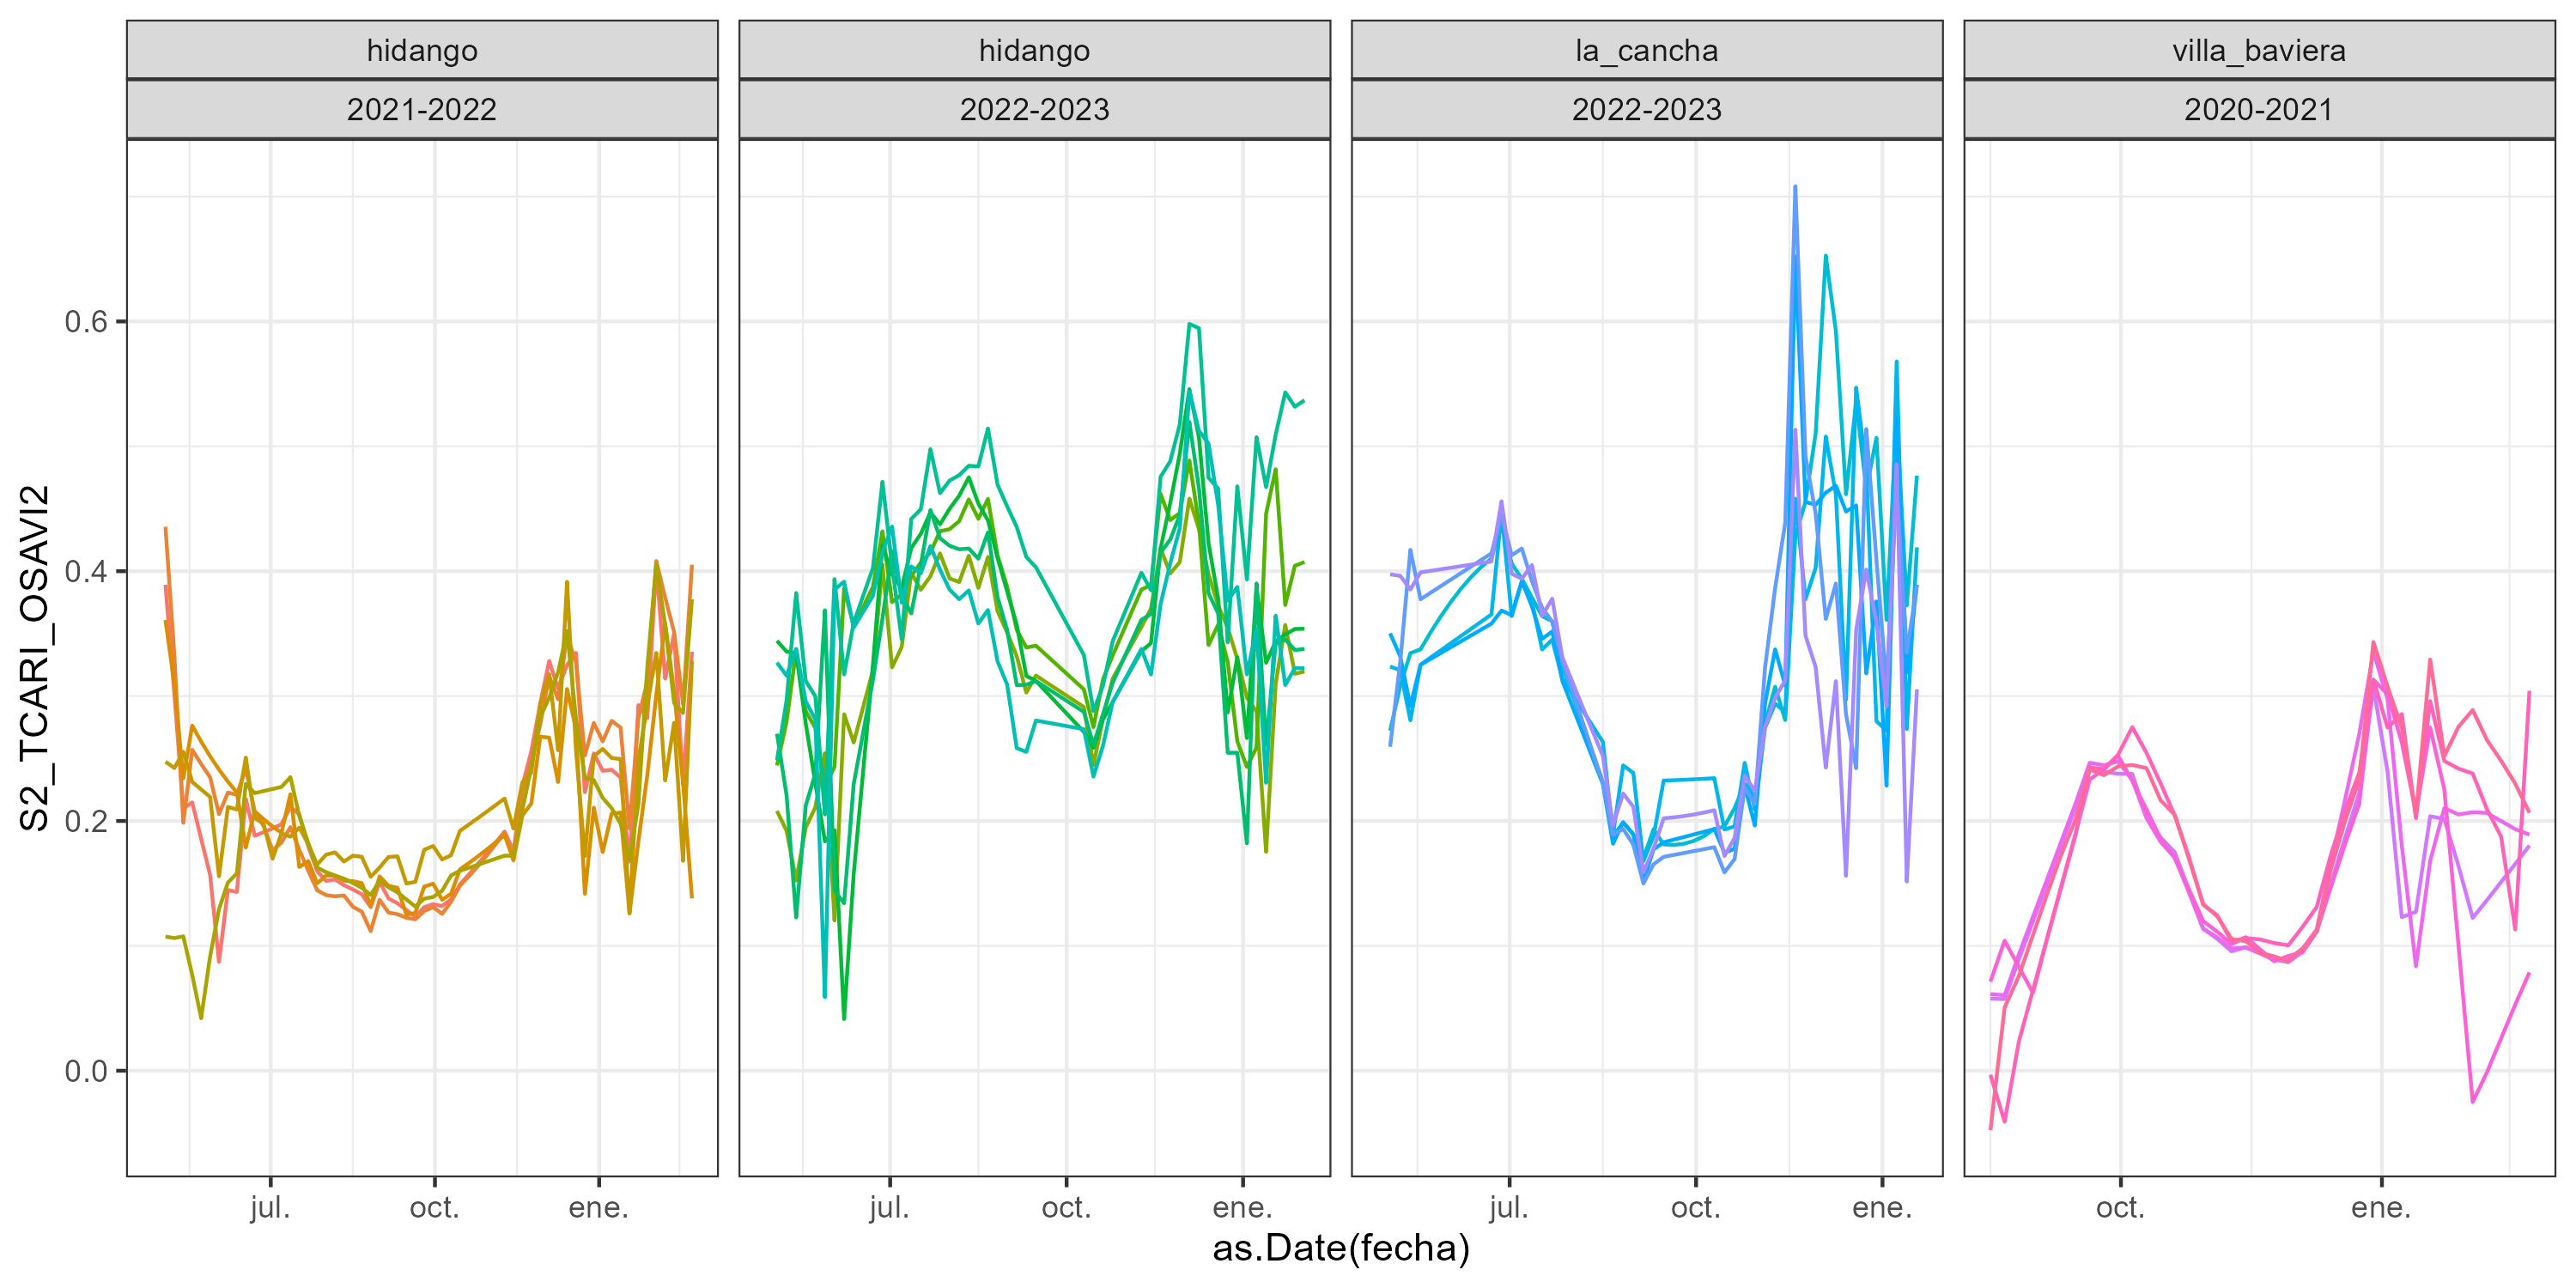 hidango
hidango
la_cancha
villa_baviera
2021-2022
2022-2023
2022-2023
2020-2021
S2_TCARI_OSAVI2
0.6
0.4
0.2
0.0
jul.
oct.
ene.
jul.
oct.
ene.
jul.
oct.
ene.
oct.
ene.
as.Date(fecha)